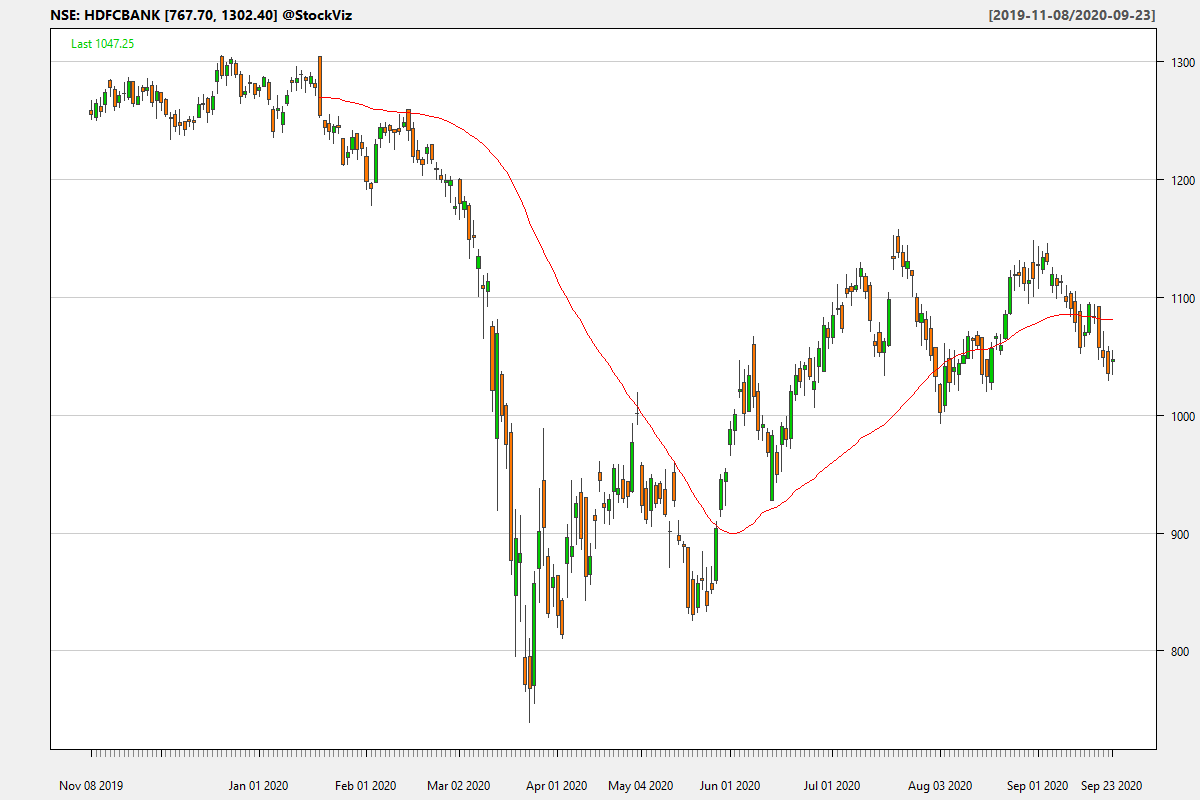 NSE: HDFCBANK [767.70, 1302.40] @StockViz [2019-11-08/2020-09-23]
Last 1047.25
1300
1200
1100
1000
900
800
Nov 08 2019 Jan 01 2020 Feb 01 2020 Mar 02 2020 Apr 01 2020 May 04 2020 Jun 01 2020 Jul 01 2020 Aug 03 2020 Sep 01 2020 Sep 23 2020